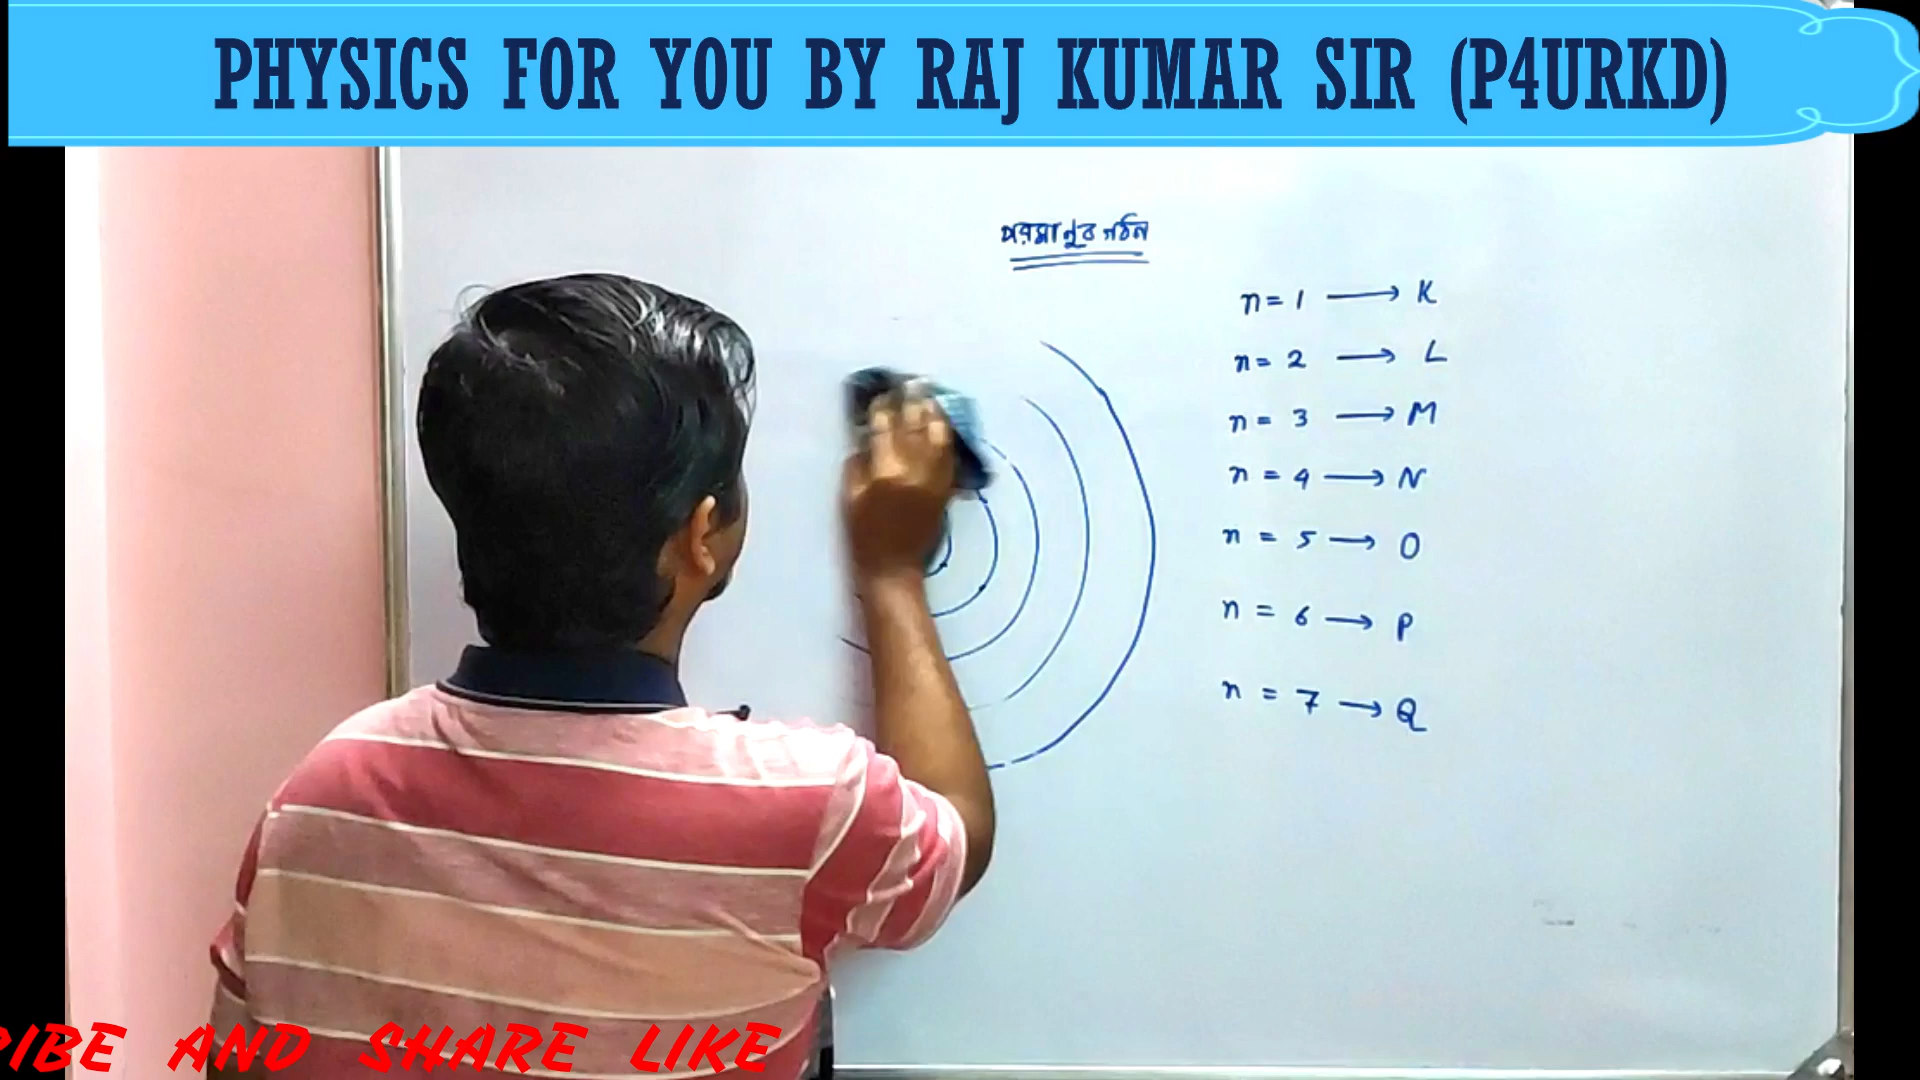 PHYSICS FOR YOU BY RAJ KUMAR SIR (P4URKD)
পরমাণুর গঠন
n = 1 ⟶ K
n = 2 ⟶ L
n = 3 ⟶ M
n = 4 ⟶ N
n = 5 ⟶ O
n = 6 ⟶ P
n = 7 ⟶ Q
IBE AND SHARE LIKE